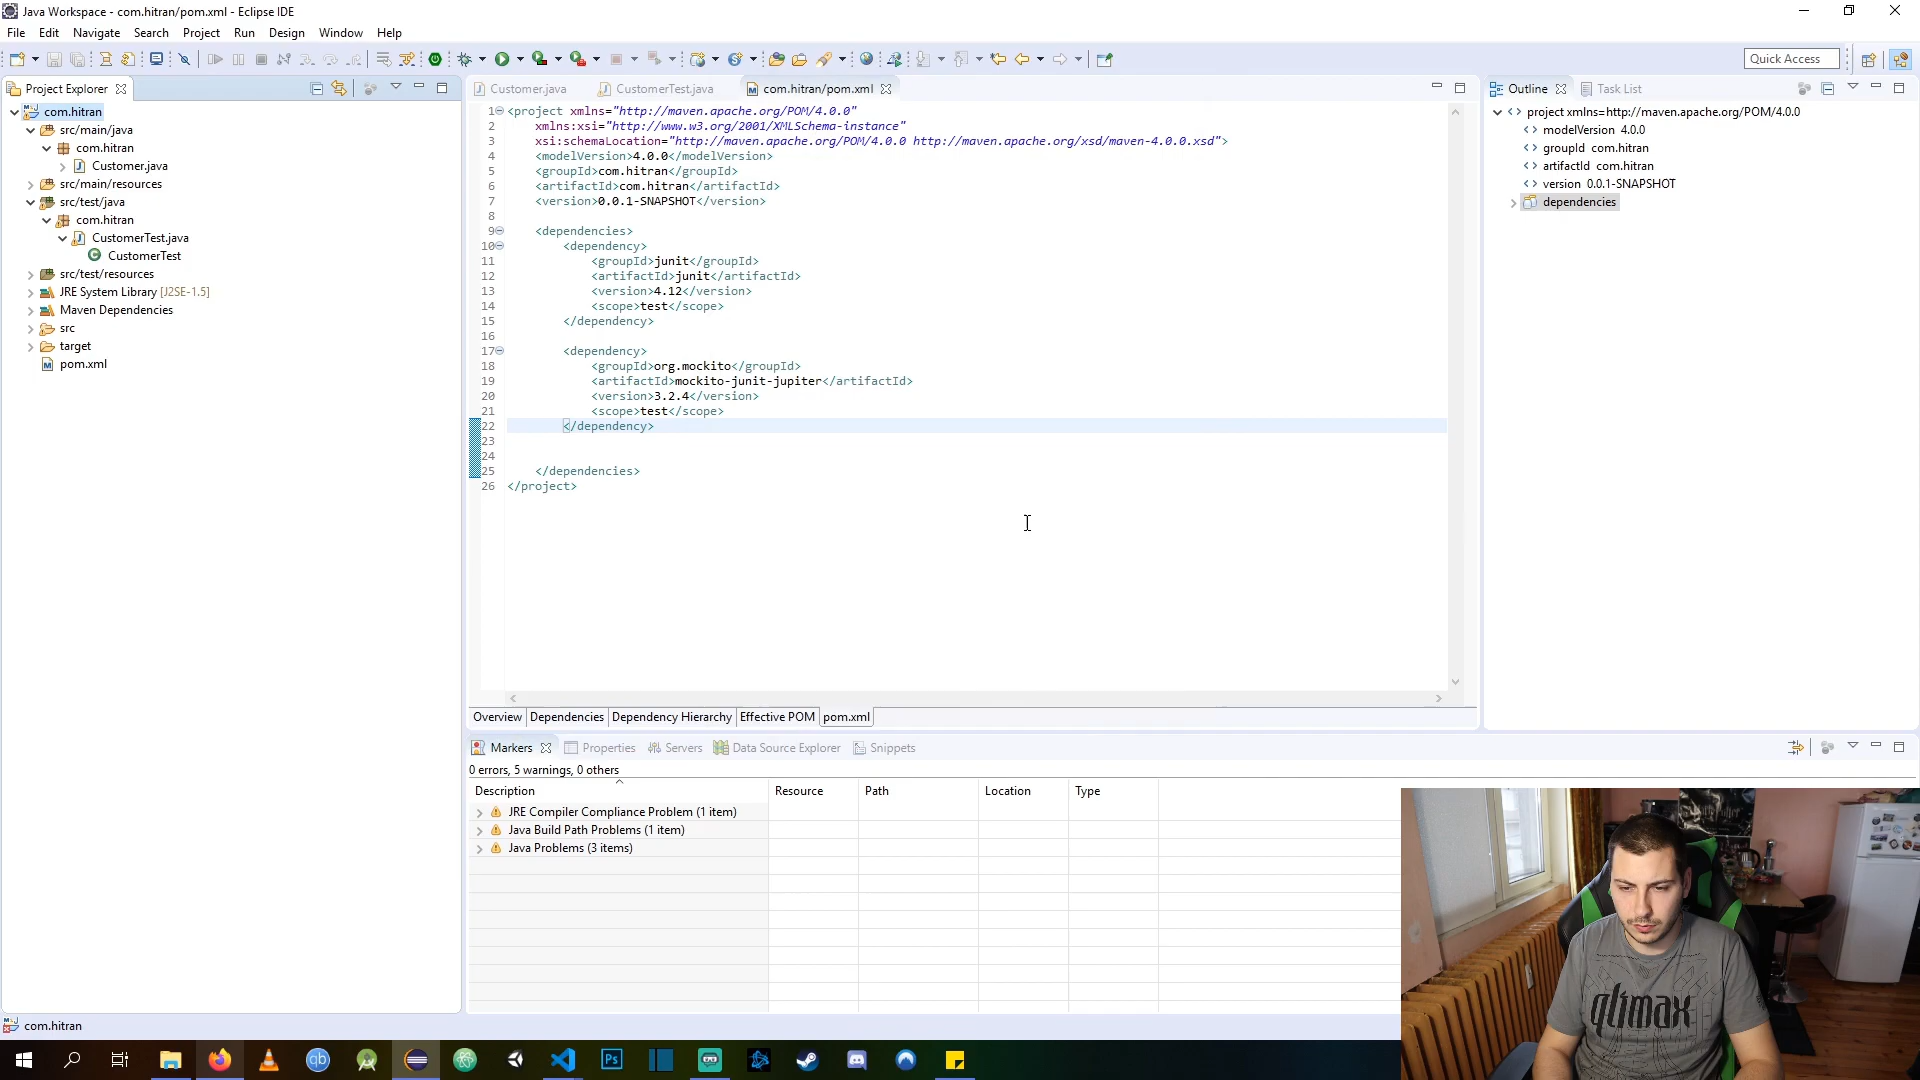 Java Workspace - com.hitran/pom.xml - Eclipse IDE
File Edit Navigate Search Project Run Design Window Help
Quick Access
Project Explorer
com.hitran
src/main/java
com.hitran
Customer.java
src/main/resources
src/test/java
com.hitran
CustomerTest.java
CustomerTest
src/test/resources
JRE System Library [J2SE-1.5]
Maven Dependencies
src
target
pom.xml
Customer.java CustomerTest.java com.hitran/pom.xml
1 <project xmlns="http://maven.apache.org/POM/4.0.0"
2 xmlns:xsi="http://www.w3.org/2001/XMLSchema-instance"
3 xsi:schemaLocation="http://maven.apache.org/POM/4.0.0 http://maven.apache.org/xsd/maven-4.0.0.xsd">
4 <modelVersion>4.0.0</modelVersion>
5 <groupId>com.hitran</groupId>
6 <artifactId>com.hitran</artifactId>
7 <version>0.0.1-SNAPSHOT</version>
8
9 <dependencies>
10 <dependency>
11 <groupId>junit</groupId>
12 <artifactId>junit</artifactId>
13 <version>4.12</version>
14 <scope>test</scope>
15 </dependency>
16
17 <dependency>
18 <groupId>org.mockito</groupId>
19 <artifactId>mockito-junit-jupiter</artifactId>
20 <version>3.2.4</version>
21 <scope>test</scope>
22 </dependency>
23
24
25 </dependencies>
26 </project>
Overview Dependencies Dependency Hierarchy Effective POM pom.xml
Outline Task List
project xmlns=http://maven.apache.org/POM/4.0.0
modelVersion 4.0.0
groupId com.hitran
artifactId com.hitran
version 0.0.1-SNAPSHOT
dependencies
Markers Properties Servers Data Source Explorer Snippets
0 errors, 5 warnings, 0 others
Description Resource Path Location Type
JRE Compiler Compliance Problem (1 item)
Java Build Path Problems (1 item)
Java Problems (3 items)
com.hitran
qb
Ps
qlimax